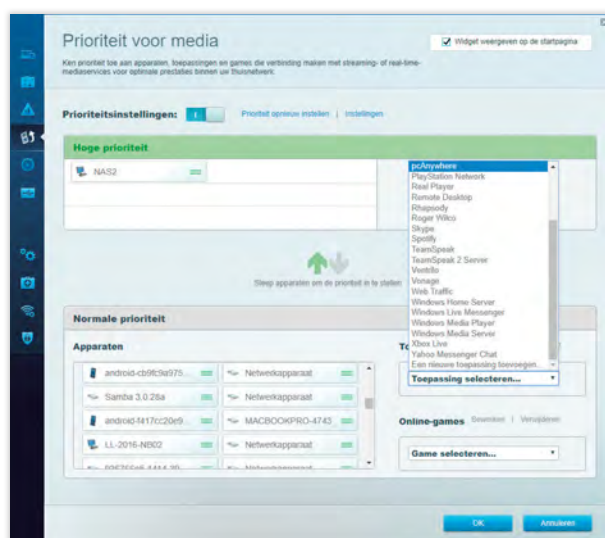 Prioriteit voor media
Widget weergeven op de startpagina
Ken prioriteit toe aan apparaten, toepassingen en games die verbinding maken met streaming- of real-time-
mediaservices voor optimale prestaties binnen uw thuisnetwerk.
Prioriteitsinstellingen:
Prioriteit opnieuw instellen | Instellingen
Hoge prioriteit
NAS2
Sleep apparaten om de prioriteit in te stellen
Normale prioriteit
Apparaten
android-cb9fc9a975...
Netwerkapparaat
Samba 3.0.28a
Netwerkapparaat
android-f417cc20e9...
MACBOOKPRO-4743
LL-2016-NB02
Netwerkapparaat
Netwerkapparaat
pcAnywhere
PlayStation Network
Real Player
Remote Desktop
Rhapsody
Roger Wilco
Skype
Spotify
TeamSpeak
TeamSpeak 2 Server
Ventrilo
Vonage
Web Traffic
Windows Home Server
Windows Live Messenger
Windows Media Player
Windows Media Server
Xbox Live
Yahoo Messenger Chat
Een nieuwe toepassing toevoegen...
Toepassing selecteren...
Online-games
| Verwijderen
Game selecteren...
OK
Annuleren